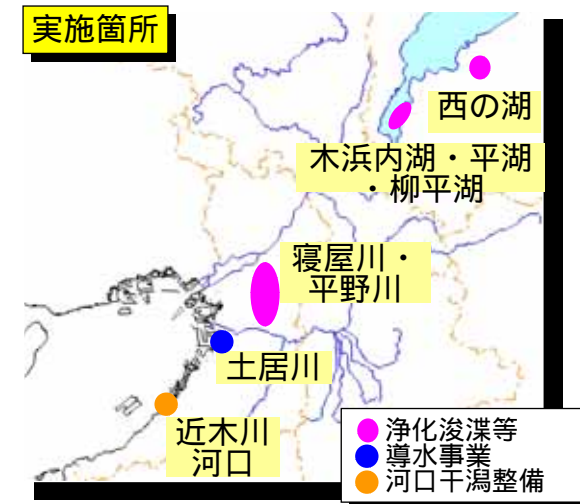 実施箇所
西の湖
木浜内湖・平湖
・柳平湖
寝屋川・
平野川
土居川
近木川
河口
浄化浚渫等
導水事業
河口干潟整備